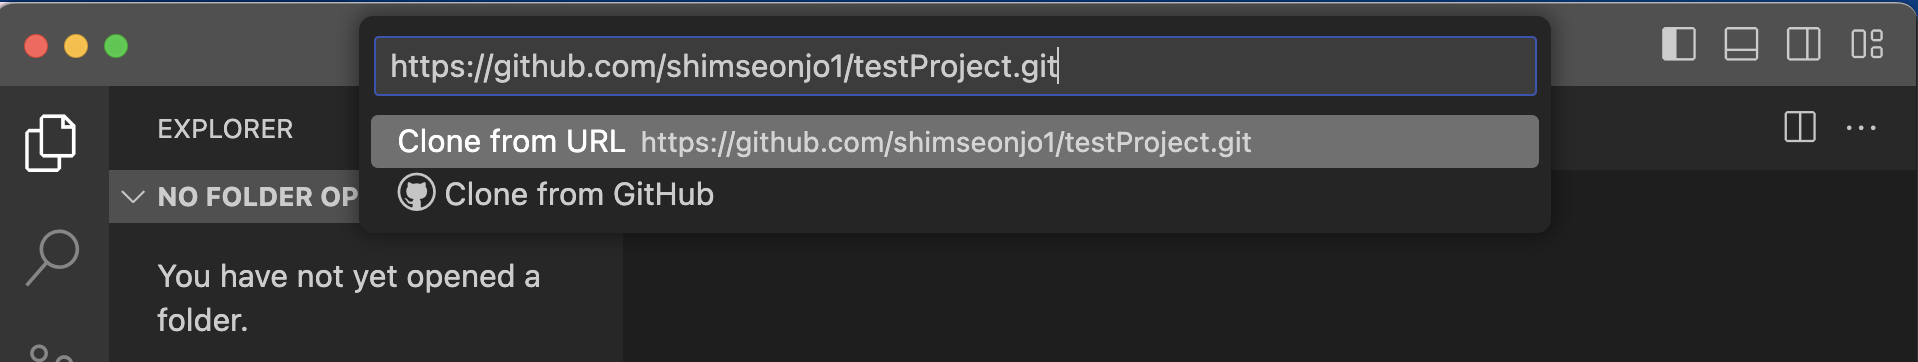 https://github.com/shimseonjo1/testProject.git
EXPLORER
Clone from URL https://github.com/shimseonjo1/testProject.git
NO FOLDER OP
Clone from GitHub
You have not yet opened a
folder.